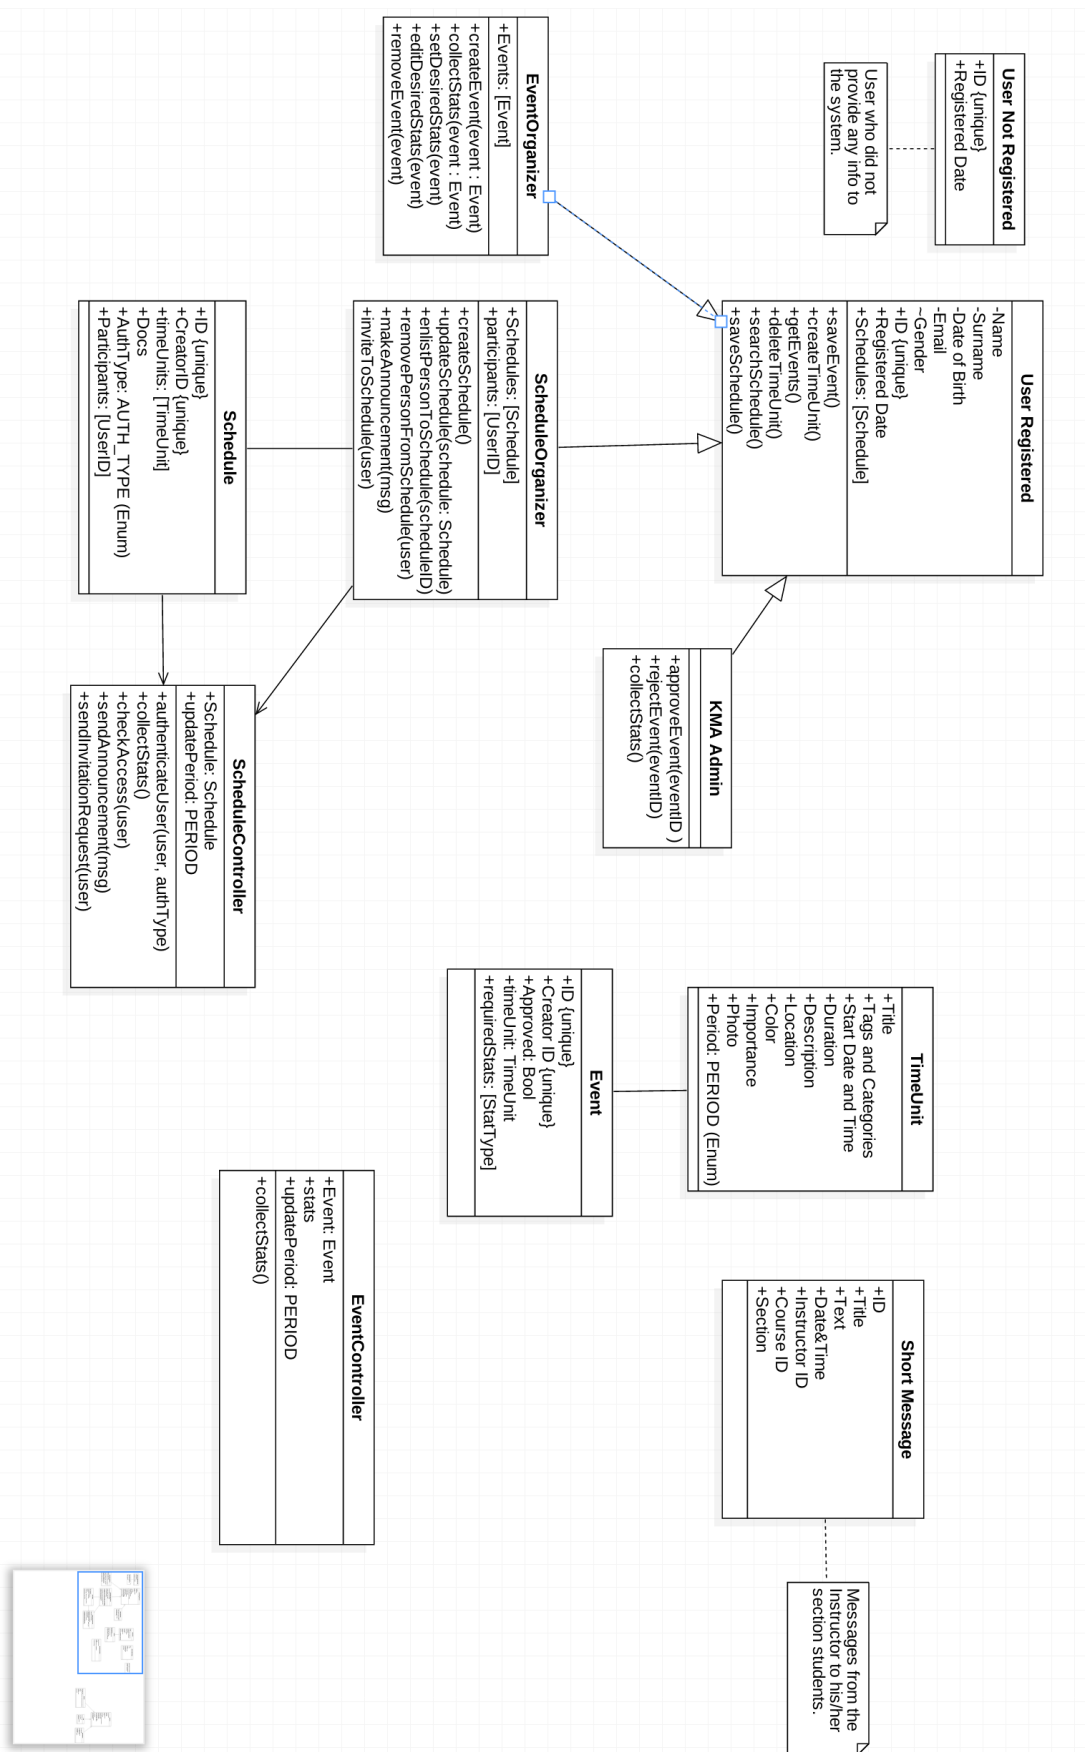 User Not Registered
+ID {unique}
+Registered Date
User who did not
provide any info to
the system.
EventOrganizer
+Events: [Event]
+createEvent(event : Event)
+collectStats(event : Event)
+setDesiredStats(event)
+editDesiredStats(event)
+removeEvent(event)
User Registered
-Name
-Surname
-Date of Birth
-Email
~Gender
+ID {unique}
+Registered Date
+Schedules: [Schedule]
+saveEvent()
+createTimeUnit()
+getEvents()
+deleteTimeUnit()
+searchSchedule()
+saveSchedule()
ScheduleOrganizer
+Schedules: [Schedule]
+participants: [UserID]
+createSchedule()
+updateSchedule(schedule: Schedule)
+enlistPersonToSchedule(scheduleID)
+removePersonFromSchedule(user)
+makeAnnouncement(msg)
+inviteToSchedule(user)
Schedule
+ID {unique}
+CreatorID {unique}
+timeUnits: [TimeUnit]
+Docs
+AuthType: AUTH_TYPE (Enum)
+Participants: [UserID]
KMA Admin
+approveEvent(eventID )
+rejectEvent(eventID)
+collectStats()
ScheduleController
+Schedule: Schedule
+updatePeriod: PERIOD
+authenticateUser(user, authType)
+collectStats()
+checkAccess(user)
+sendAnnouncement(msg)
+sendInvitationRequest(user)
TimeUnit
+Title
+Tags and Categories
+Start Date and Time
+Duration
+Description
+Location
+Color
+Importance
+Photo
+Period: PERIOD (Enum)
Event
+ID {unique}
+Creator ID {unique}
+Approved: Bool
+timeUnit: TimeUnit
+requiredStats: [StatType]
EventController
+Event: Event
+stats
+updatePeriod: PERIOD
+collectStats()
Short Message
+ID
+Title
+Text
+Date&Time
+Instructor ID
+Course ID
+Section
Messages from the
Instructor to his/her
section students.